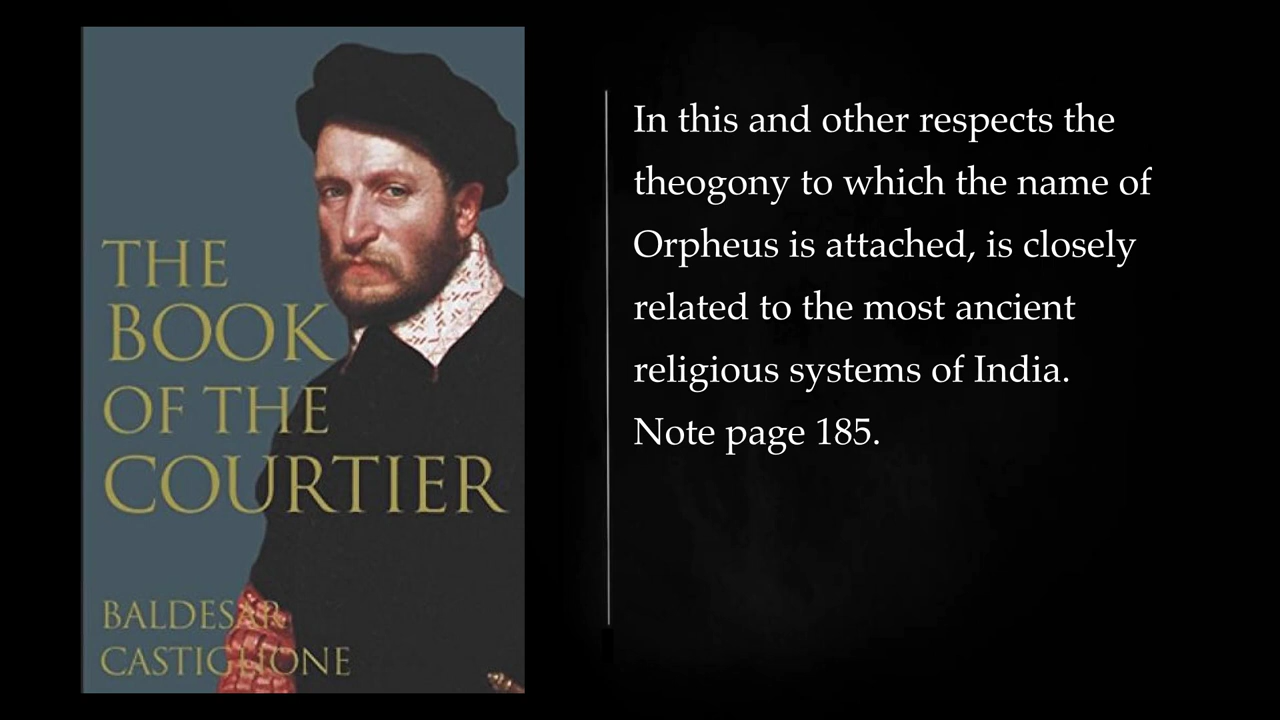 THE
BOOK
OF THE
COURTIER
BALDESAR
CASTIGLIONE
In this and other respects the
theogony to which the name of
Orpheus is attached, is closely
related to the most ancient
religious systems of India.
Note page 185.